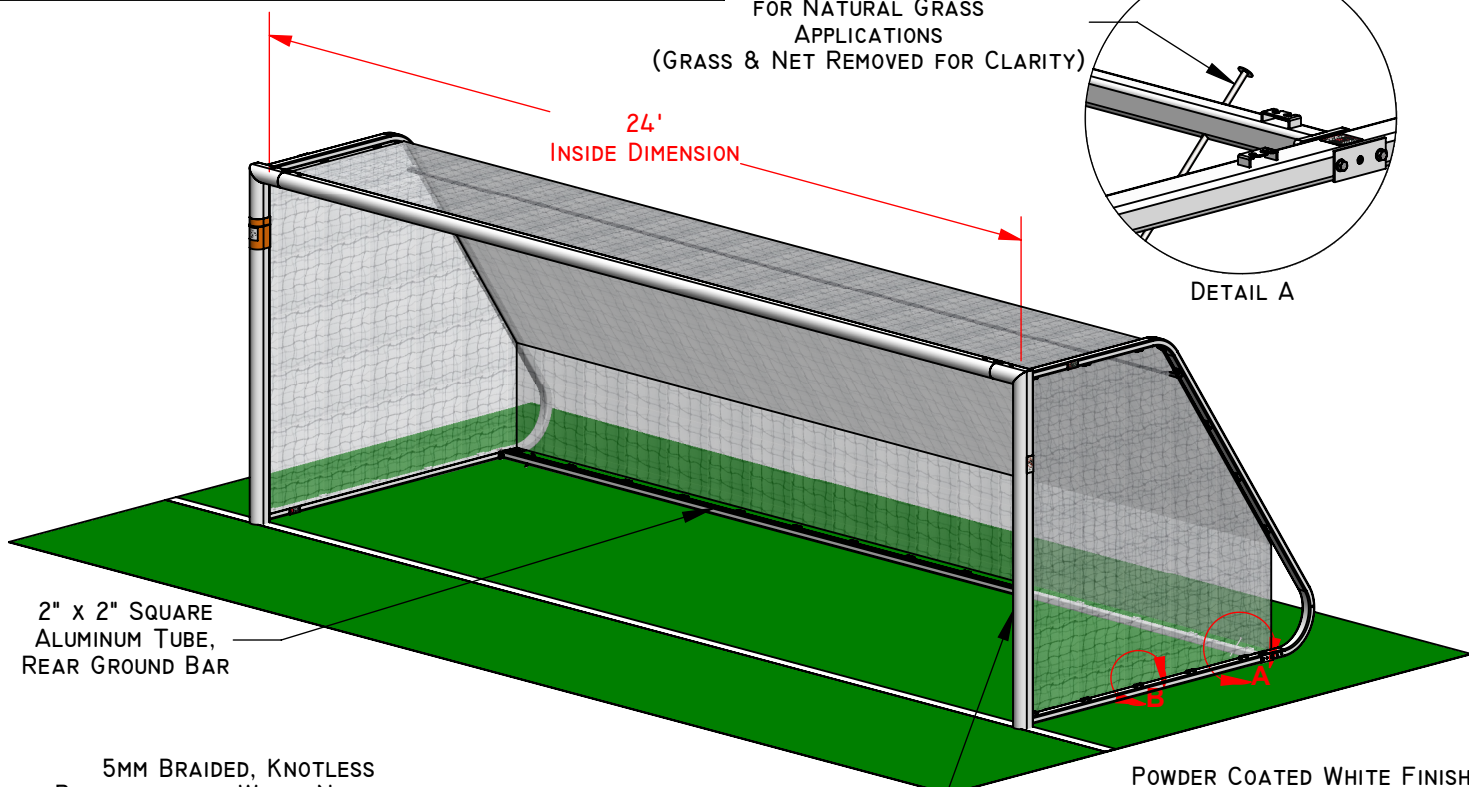 FOR NATURAL GRASS
APPLICATIONS
(GRASS & NET REMOVED FOR CLARITY)
24'
INSIDE DIMENSION
DETAIL A
2" X 2" SQUARE
ALUMINUM TUBE,
REAR GROUND BAR
A
B
5MM BRAIDED, KNOTLESS
POWDER COATED WHITE FINISH